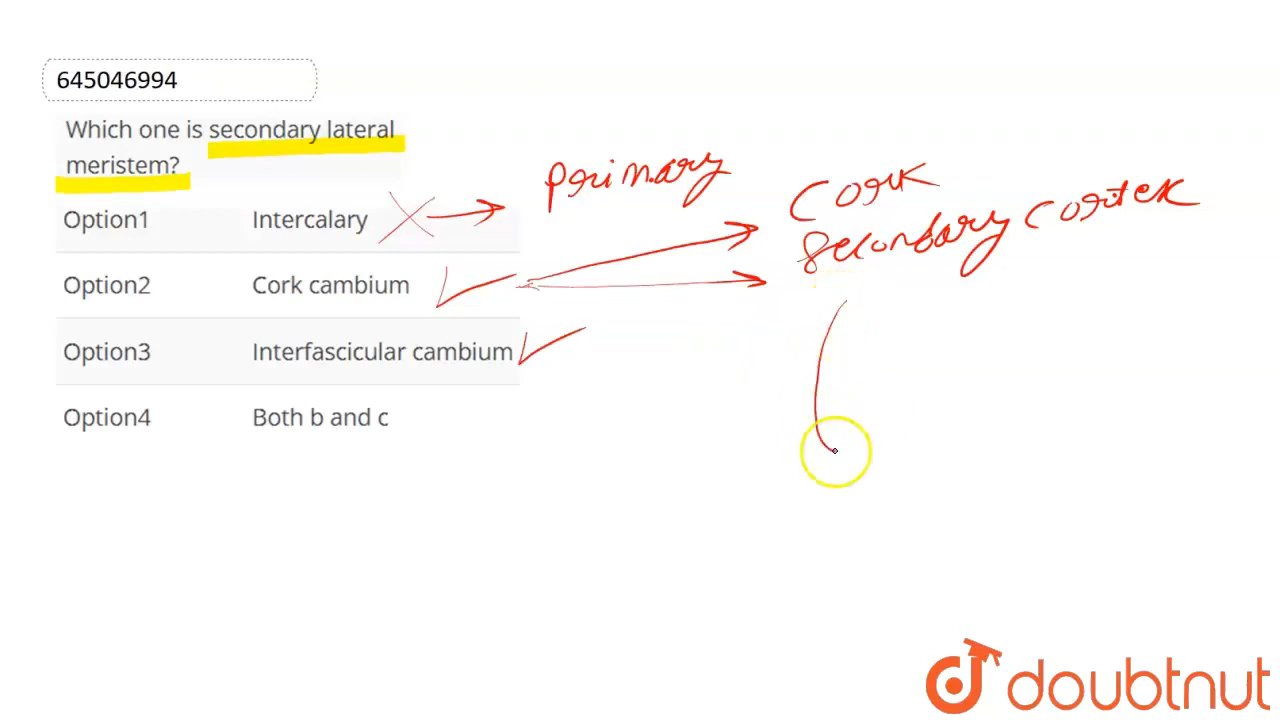 645046994
Which one is secondary lateral
meristem?
primary
Cork
Option1 Intercalary
secondary cortex
Option2 Cork cambium
Option3 Interfascicular cambium
Option4 Both b and c
doubtnut